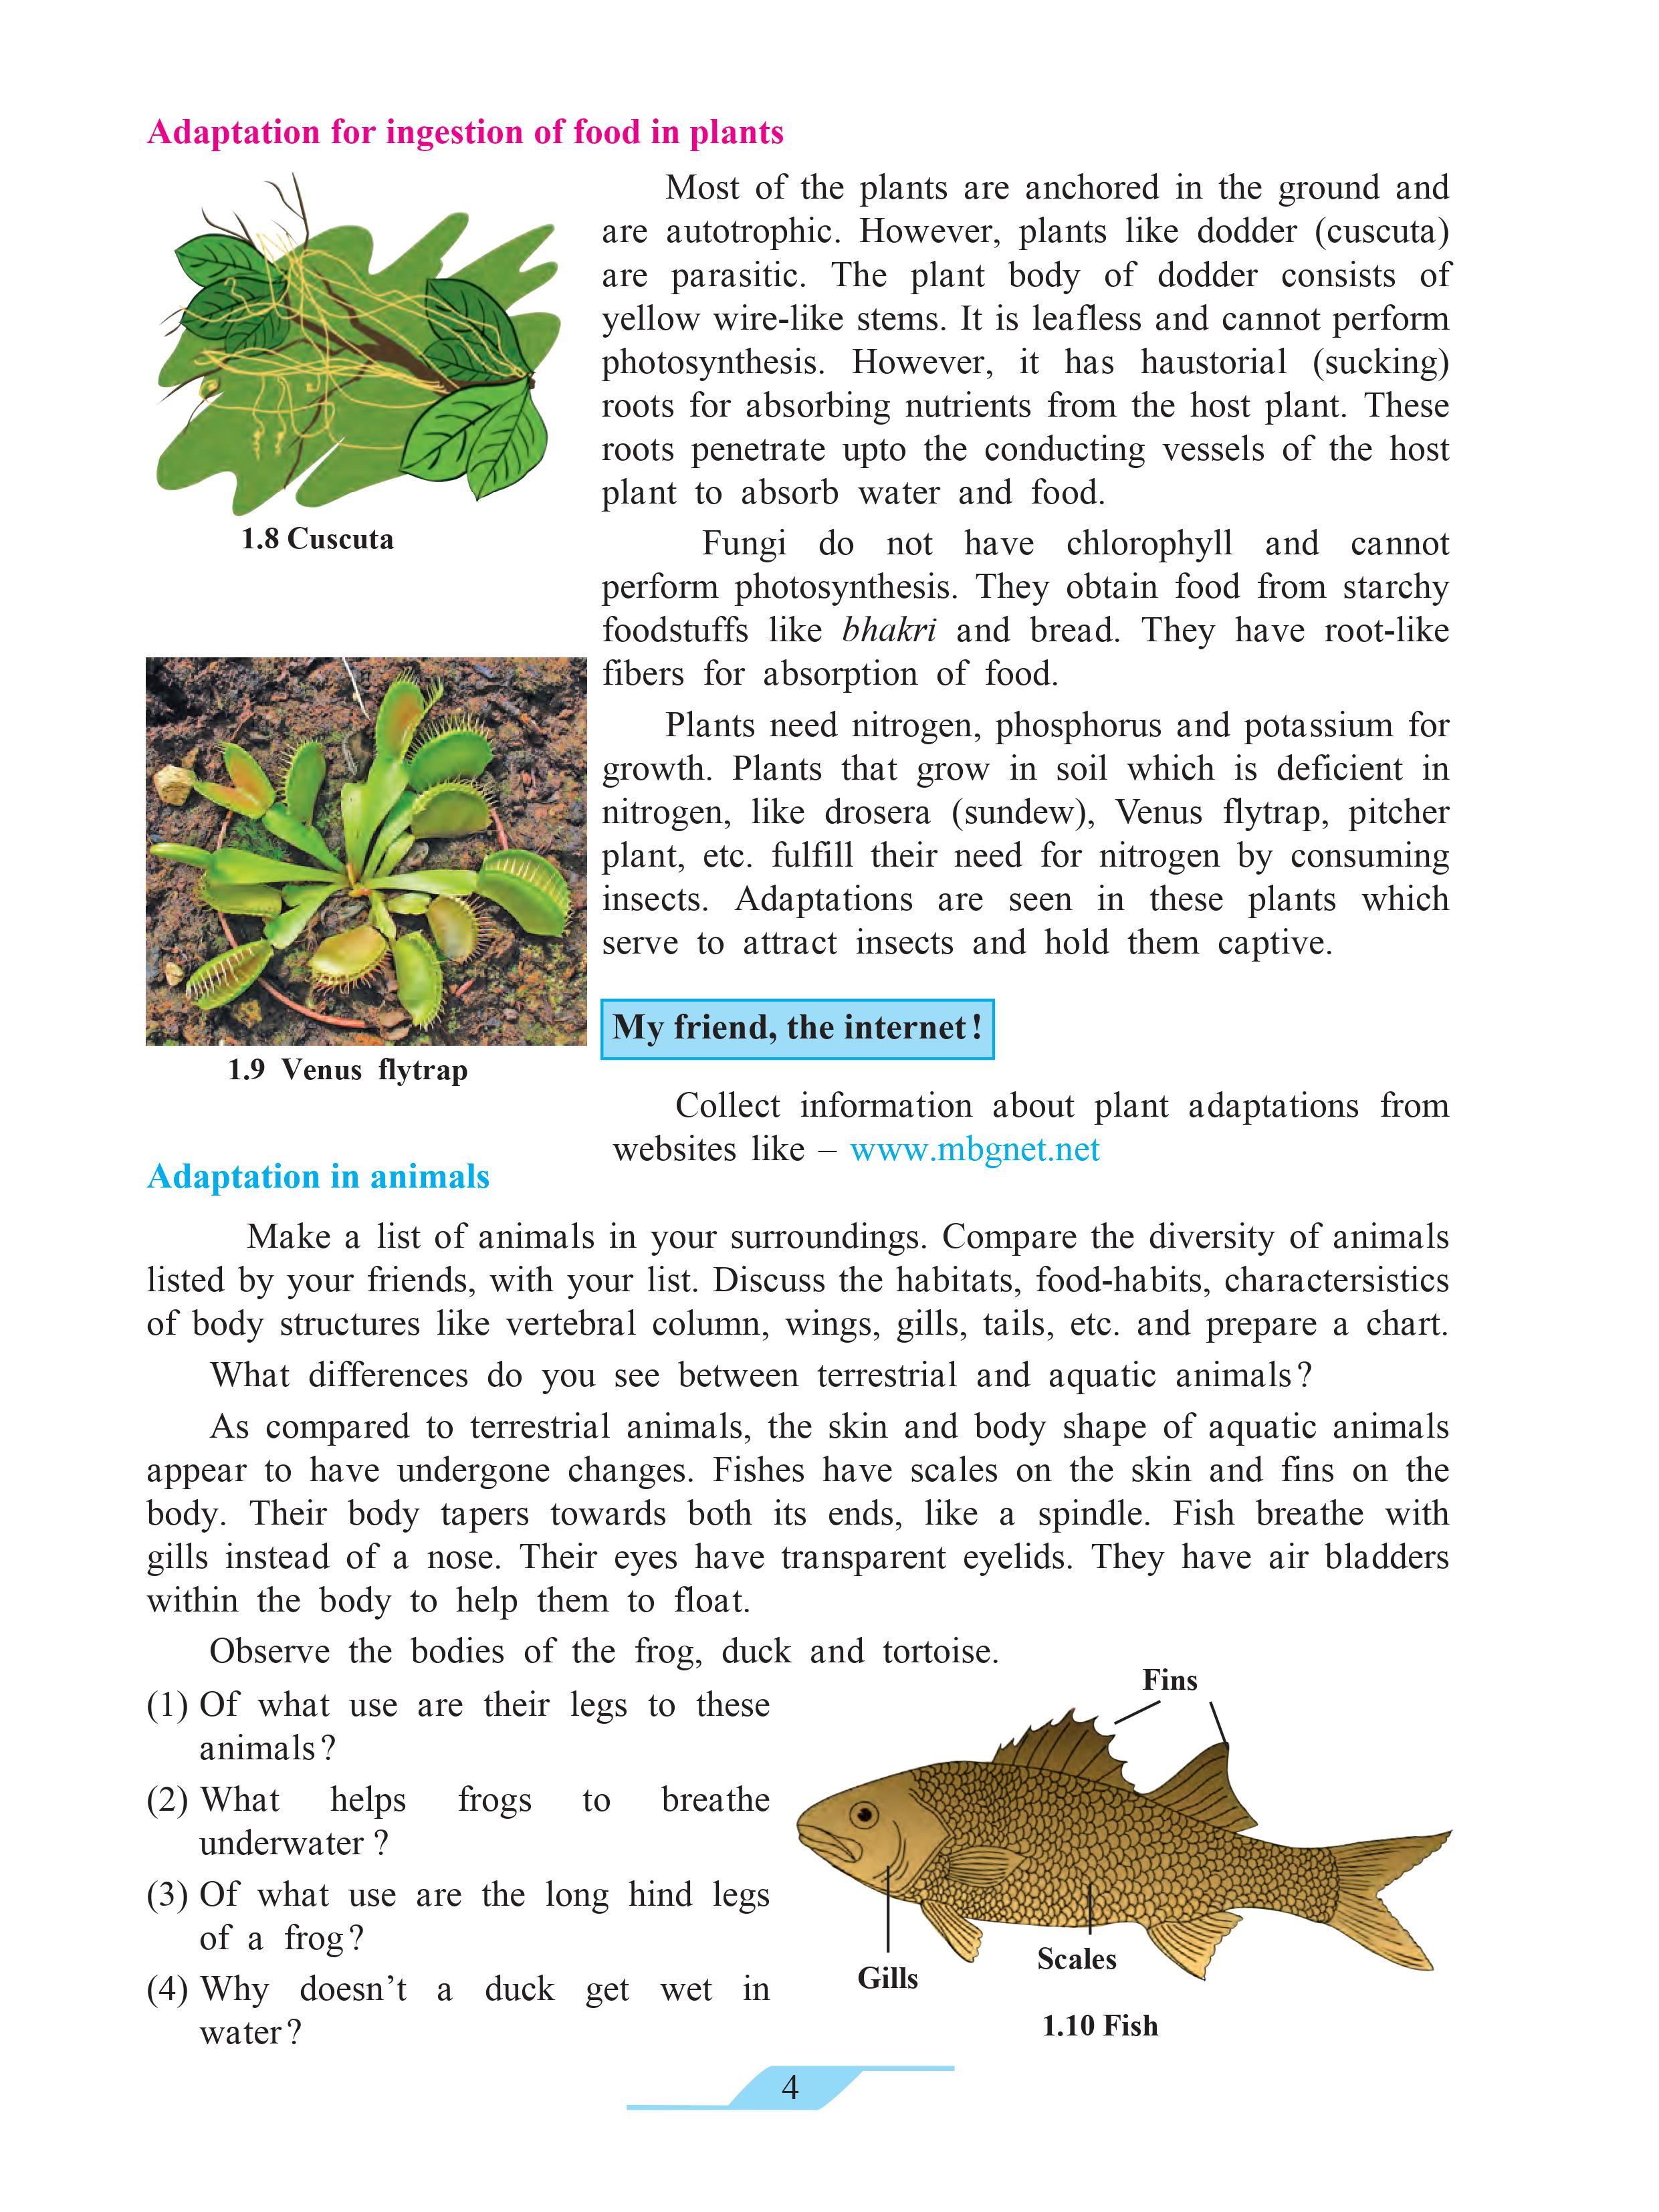 Adaptation for ingestion of food in plants
Most of the plants are anchored in the ground and
are autotrophic. However, plants like dodder (cuscuta)
are parasitic. The plant body of dodder consists of
yellow wire-like stems. It is leafless and cannot perform
photosynthesis. However, it has haustorial (sucking)
roots for absorbing nutrients from the host plant. These
roots penetrate upto the conducting vessels of the host
plant to absorb water and food.
1.8 Cuscuta
Fungi do not have chlorophyll and cannot
perform photosynthesis. They obtain food from starchy
foodstuffs like bhakri and bread. They have root-like
fibers for absorption of food.
Plants need nitrogen, phosphorus and potassium for
growth. Plants that grow in soil which is deficient in
nitrogen, like drosera (sundew), Venus flytrap, pitcher
plant, etc. fulfill their need for nitrogen by consuming
insects. Adaptations are seen in these plants which
serve to attract insects and hold them captive.
1.9 Venus flytrap
My friend, the internet!
Collect information about plant adaptations from
websites like – www.mbgnet.net
Adaptation in animals
Make a list of animals in your surroundings. Compare the diversity of animals
listed by your friends, with your list. Discuss the habitats, food-habits, charactersistics
of body structures like vertebral column, wings, gills, tails, etc. and prepare a chart.
What differences do you see between terrestrial and aquatic animals?
As compared to terrestrial animals, the skin and body shape of aquatic animals
appear to have undergone changes. Fishes have scales on the skin and fins on the
body. Their body tapers towards both its ends, like a spindle. Fish breathe with
gills instead of a nose. Their eyes have transparent eyelids. They have air bladders
within the body to help them to float.
Observe the bodies of the frog, duck and tortoise.
(1) Of what use are their legs to these
animals?
(2) What helps frogs to breathe
underwater ?
(3) Of what use are the long hind legs
of a frog?
(4) Why doesn’t a duck get wet in
water?
Fins
Gills
Scales
1.10 Fish
4